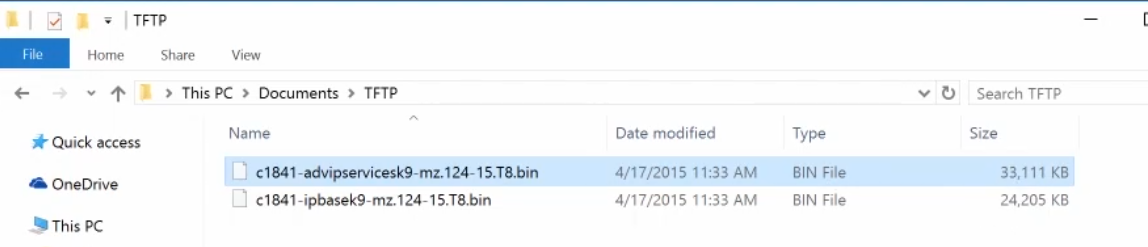 TFTP
File Home Share View
This PC > Documents > TFTP Search TFTP
Name Date modified Type Size
Quick access
c1841-advipservicesk9-mz.124-15.T8.bin 4/17/2015 11:33 AM BIN File 33,111 KB
OneDrive
c1841-ipbasek9-mz.124-15.T8.bin 4/17/2015 11:33 AM BIN File 24,205 KB
This PC